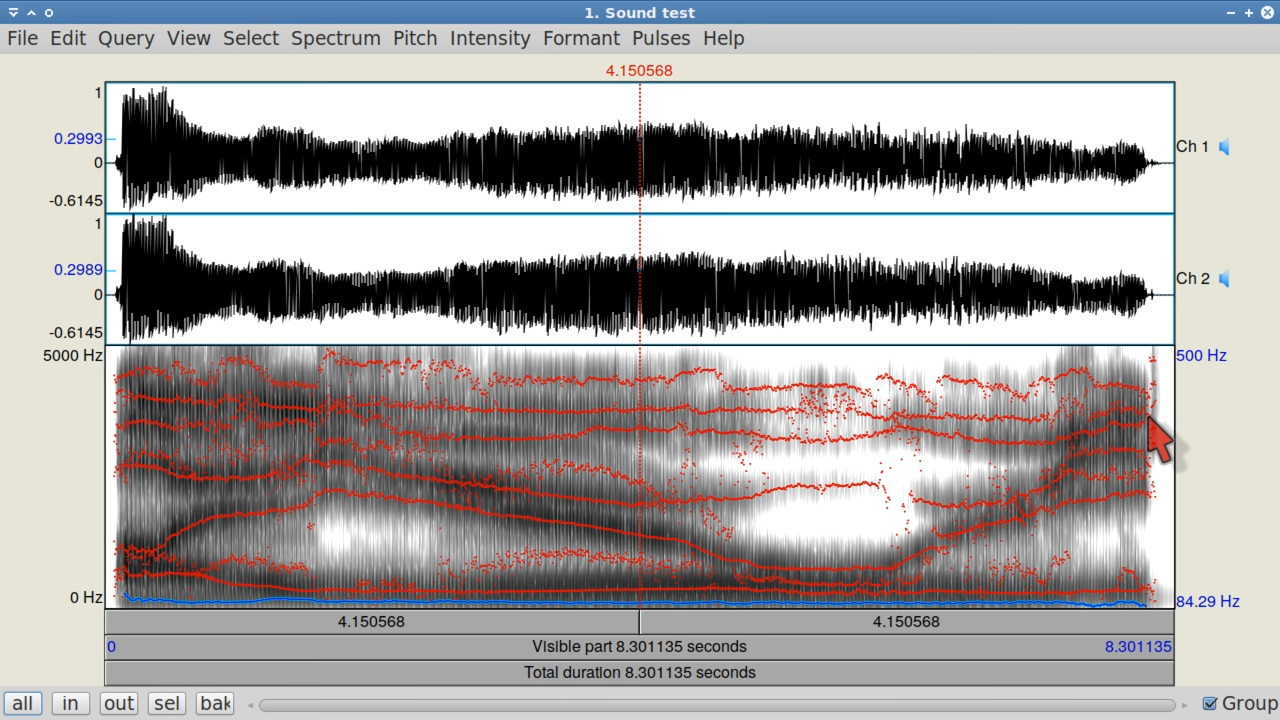 1. Sound test
File Edit Query View Select Spectrum Pitch Intensity Formant Pulses Help
4.150568
1
0.2993
0
-0.6145
Ch 1
1
0.2989
0
-0.6145
Ch 2
5000 Hz
500 Hz
0 Hz
84.29 Hz
4.150568 4.150568
0 Visible part 8.301135 seconds 8.301135
Total duration 8.301135 seconds
all in out sel bak Group